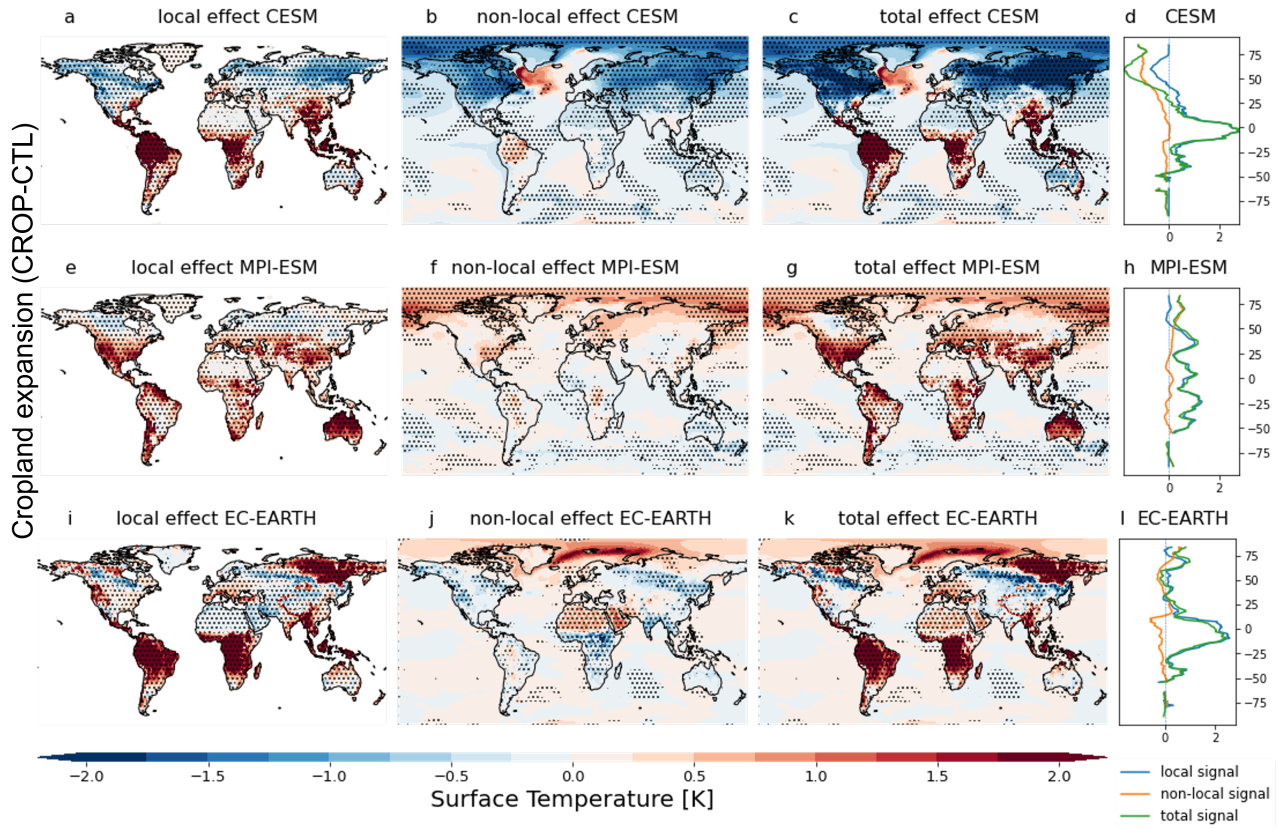 a local effect CESM
b non-local effect CESM
c total effect CESM
d CESM
75
50
25
0
−25
−50
−75
0 2
Cropland expansion (CROP-CTL)
e local effect MPI-ESM
f non-local effect MPI-ESM
g total effect MPI-ESM
h MPI-ESM
75
50
25
0
−25
−50
−75
0 2
i local effect EC-EARTH
j non-local effect EC-EARTH
k total effect EC-EARTH
l EC-EARTH
75
50
25
0
−25
−50
−75
0 2
−2.0 −1.5 −1.0 −0.5 0.0 0.5 1.0 1.5 2.0
Surface Temperature [K]
local signal
non-local signal
total signal